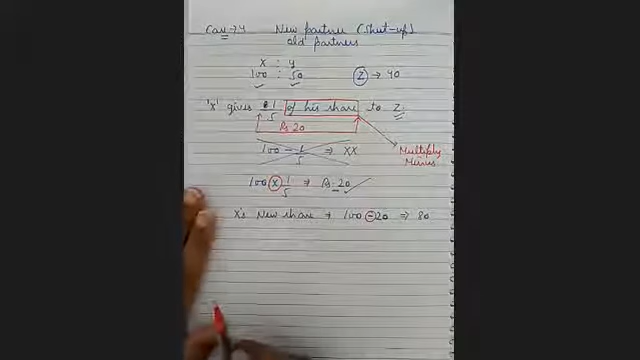 Case → 4 New partner (Shut-up)
old partners
X : Y
100 : 50 Z → 40
'X' gives 1/5 of his share to Z.
Rs 20
100 - 1/5 ⇒ XX
Multiply
Minus
100 x 1/5 ⇒ Rs. 20
X's New share → 100 - 20 ⇒ 80